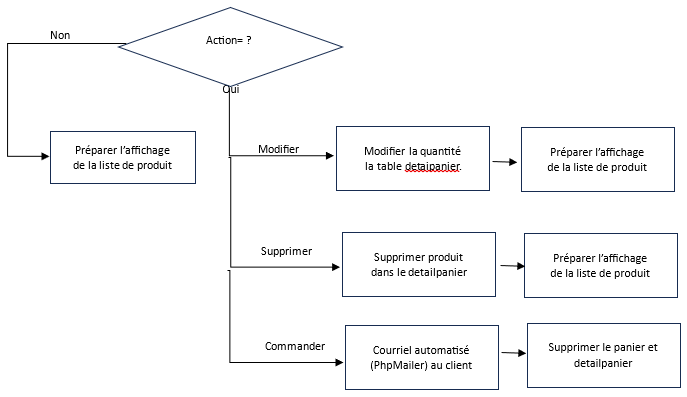 Action= ?
Non
Oui
Préparer l'affichage
de la liste de produit
Modifier
Modifier la quantité
la table detaipanier.
Préparer l'affichage
de la liste de produit
Supprimer
Supprimer produit
dans le detailpanier
Préparer l'affichage
de la liste de produit
Commander
Courriel automatisé
(PhpMailer) au client
Supprimer le panier et
detailpanier